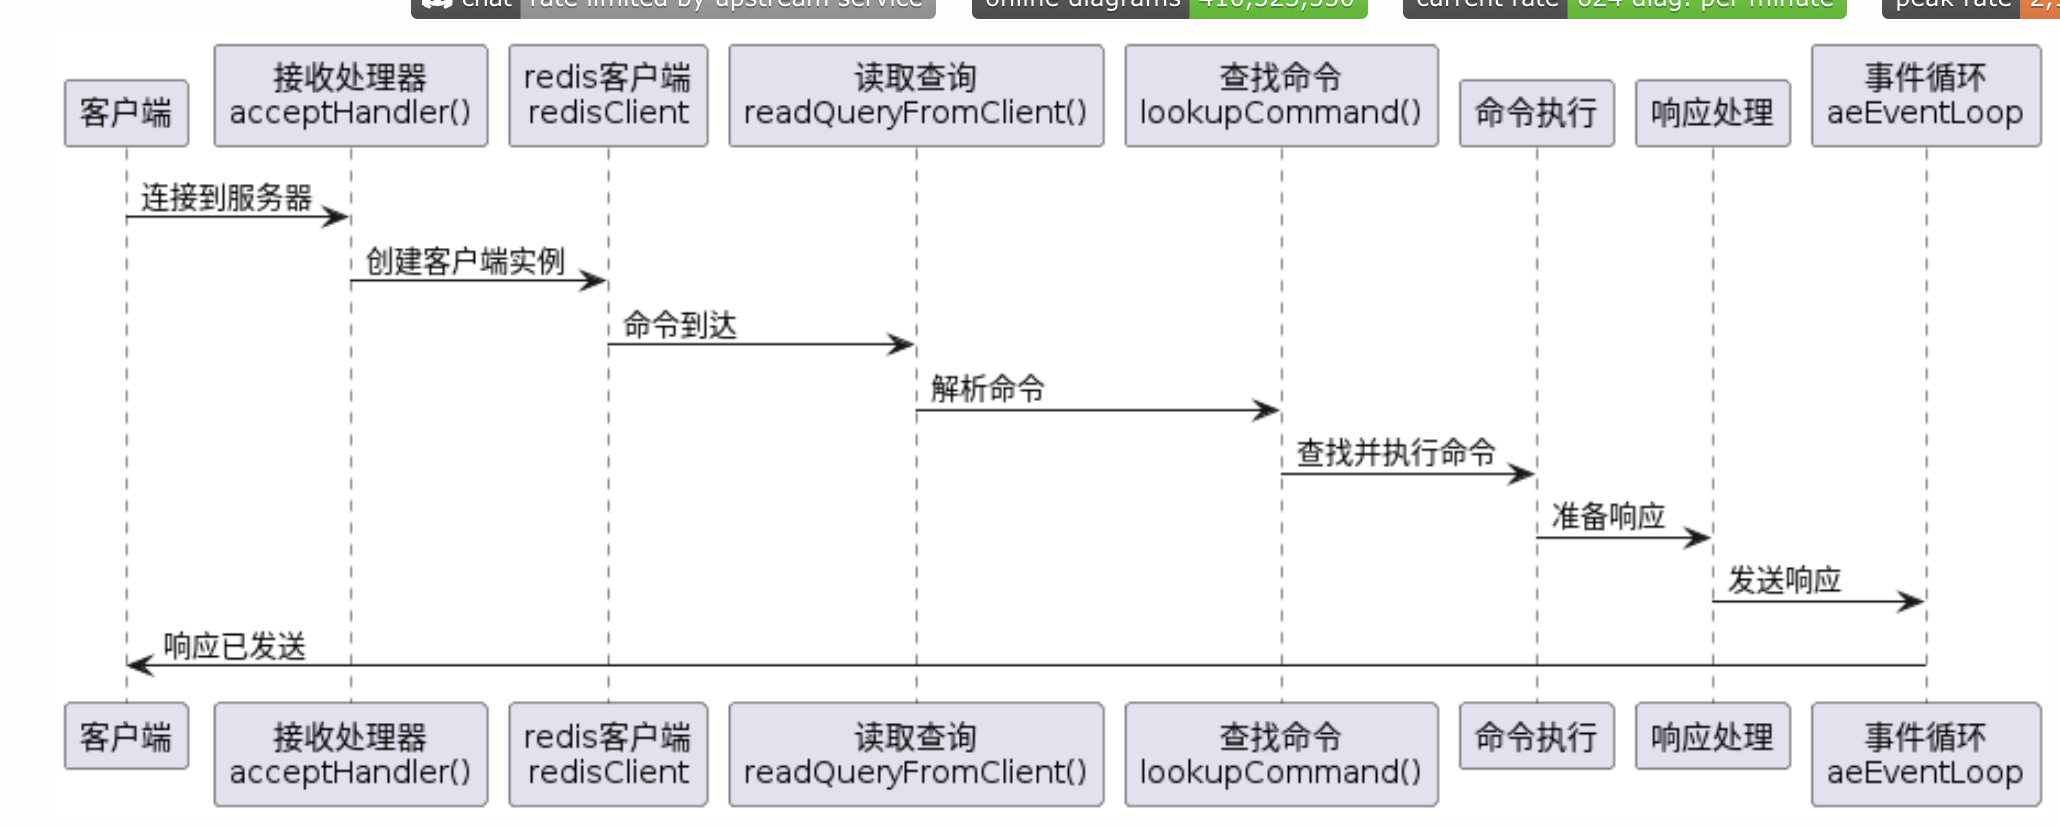 chat rate limited by upstream service
online diagrams
current rate 624 diag. per minute
peak rate
客户端
接收处理器
acceptHandler()
redis客户端
redisClient
读取查询
readQueryFromClient()
查找命令
lookupCommand()
命令执行
响应处理
事件循环
aeEventLoop
连接到服务器
创建客户端实例
命令到达
解析命令
查找并执行命令
准备响应
发送响应
响应已发送
客户端
接收处理器
acceptHandler()
redis客户端
redisClient
读取查询
readQueryFromClient()
查找命令
lookupCommand()
命令执行
响应处理
事件循环
aeEventLoop